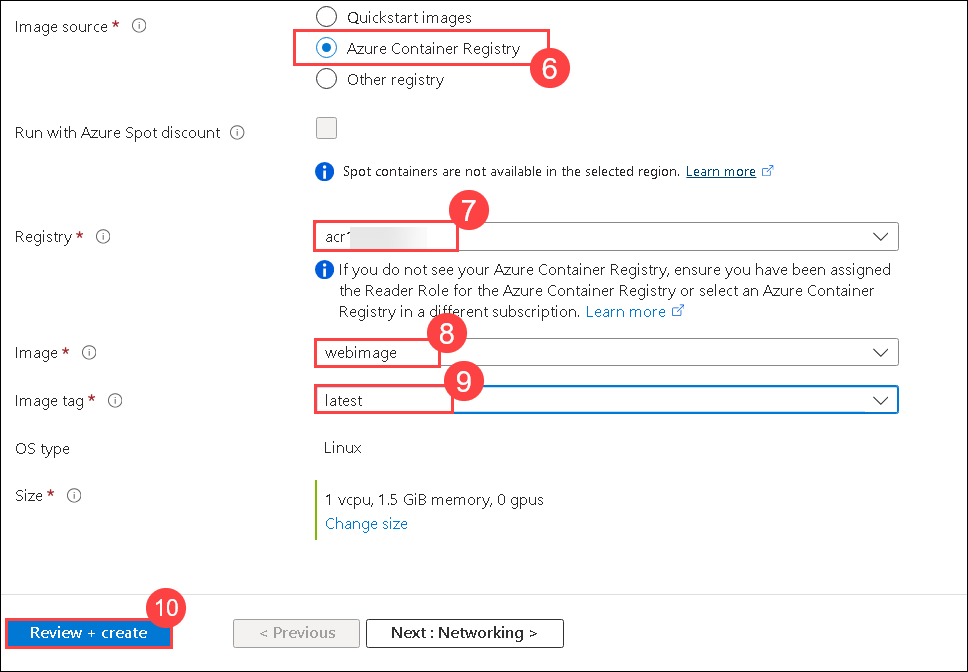 Quickstart images
Image source *
Azure Container Registry
6
Other registry
Run with Azure Spot discount
Spot containers are not available in the selected region. Learn more
7
Registry *
If you do not see your Azure Container Registry, ensure you have been assigned
the Reader Role for the Azure Container Registry or select an Azure Container
Registry in a different subscription. Learn more
8
Image * webimage
9
Image tag * latest
OS type Linux
Size * 1 vcpu, 1.5 GiB memory, 0 gpus
Change size
10
Review + create < Previous Next : Networking >